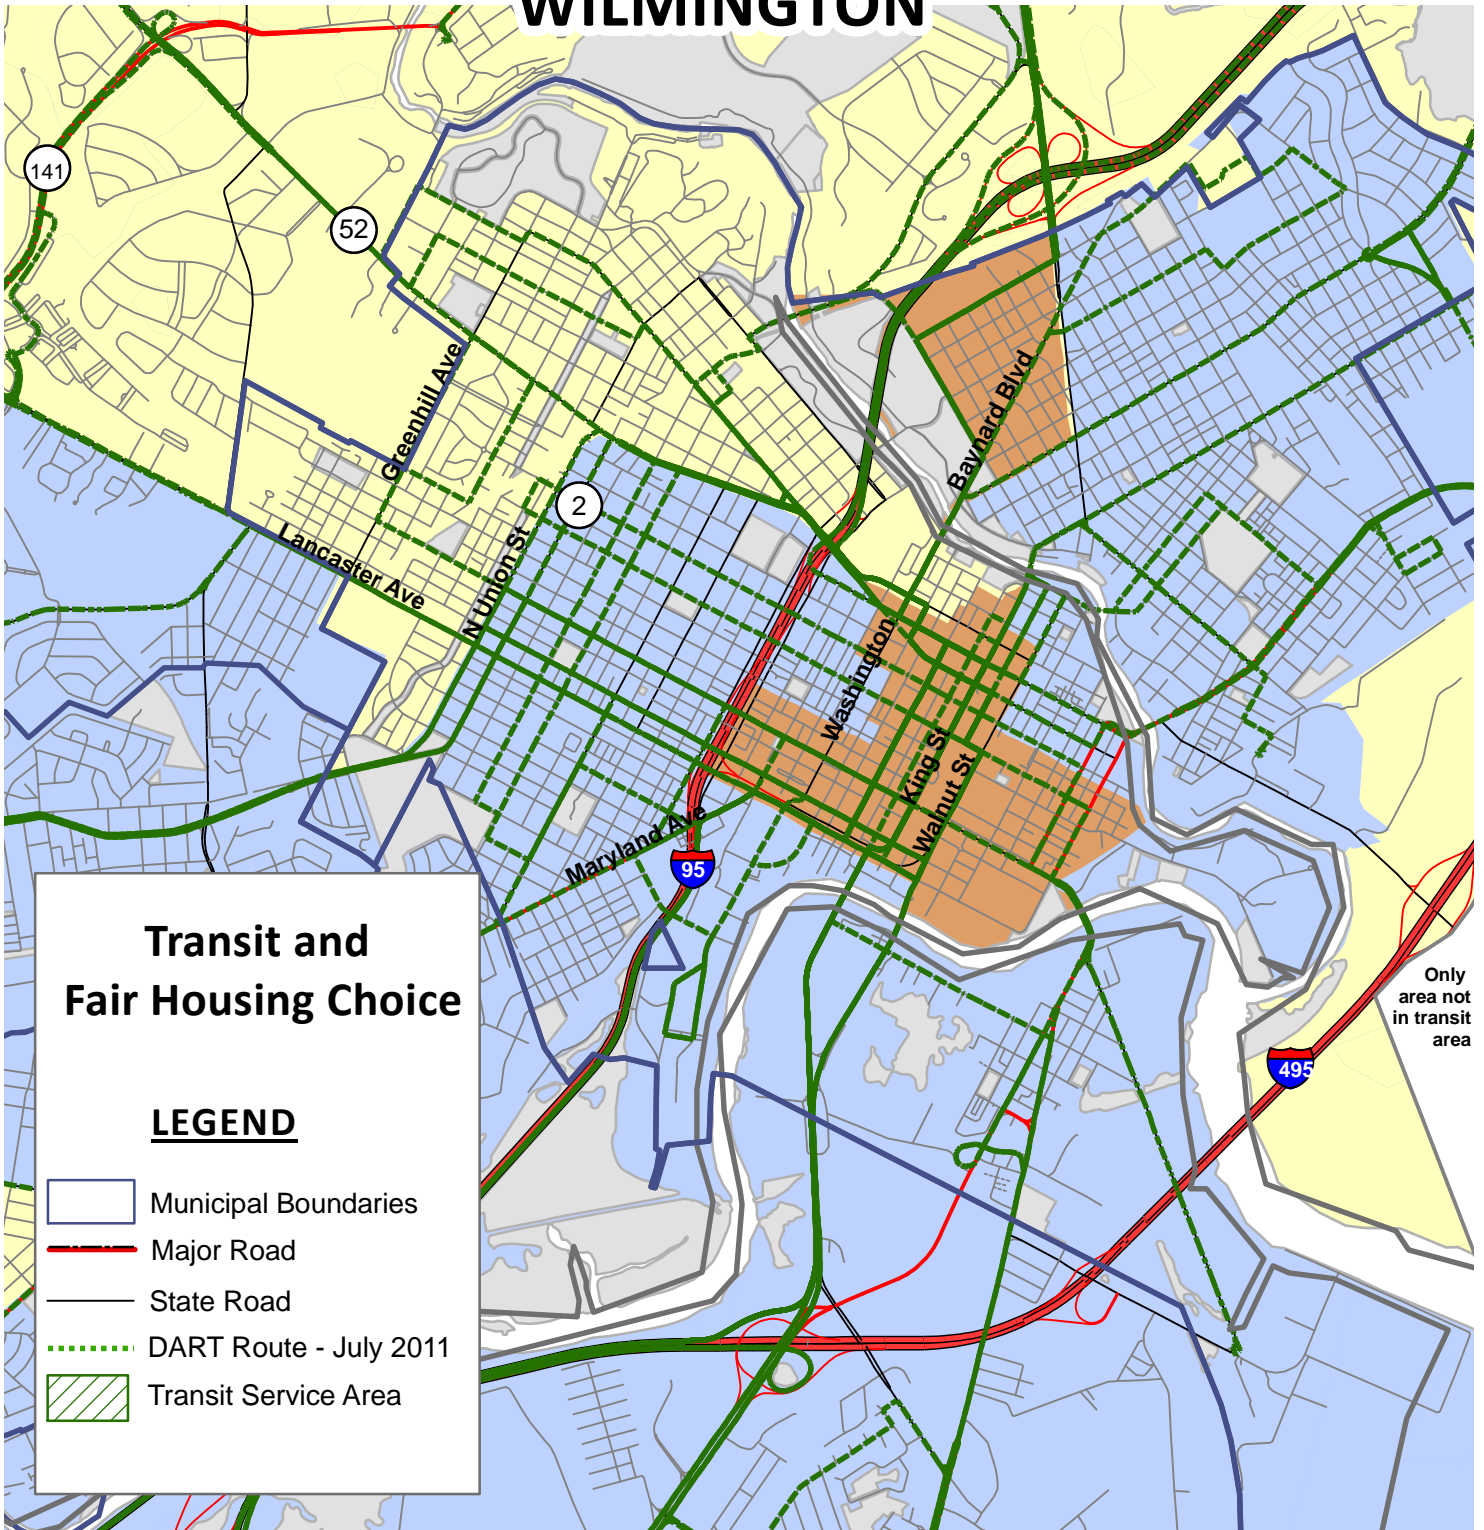 WILMINGTON
141
52
Greenhill Ave
Baynard Blvd
2
Lancaster Ave
N Union St
Washington
King St
Walnut St
Maryland Ave
95
Only
area not
in transit
area
495
Transit and
Fair Housing Choice
LEGEND
Municipal Boundaries
Major Road
State Road
DART Route - July 2011
Transit Service Area